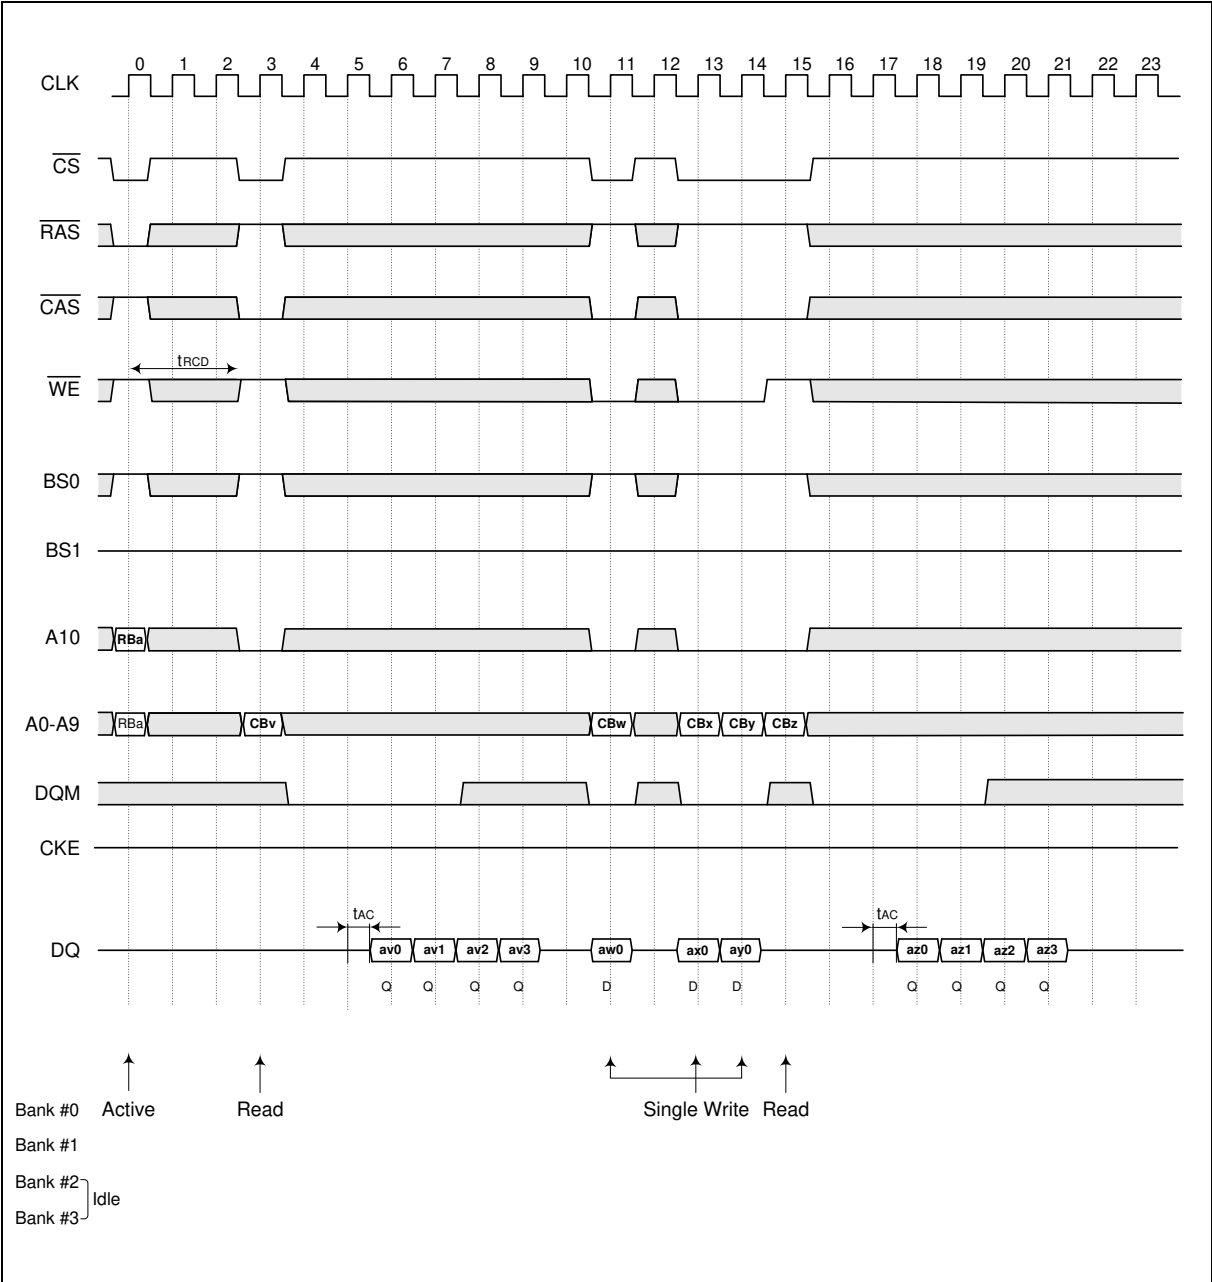 0 1 2 3 4 5 6 7 8 9 10 11 12 13 14 15 16 17 18 19 20 21 22 23
CLK
CS
RAS
CAS
tRCD
WE
BS0
BS1
A10 RBa
A0-A9 RBa CBv CBw CBx CBy CBz
DQM
CKE
tAC tAC
DQ av0 av1 av2 av3 aw0 ax0 ay0 az0 az1 az2 az3
Q Q Q Q D D D Q Q Q Q
Bank #0 Active Read Single Write Read
Bank #1
Bank #2
Idle
Bank #3